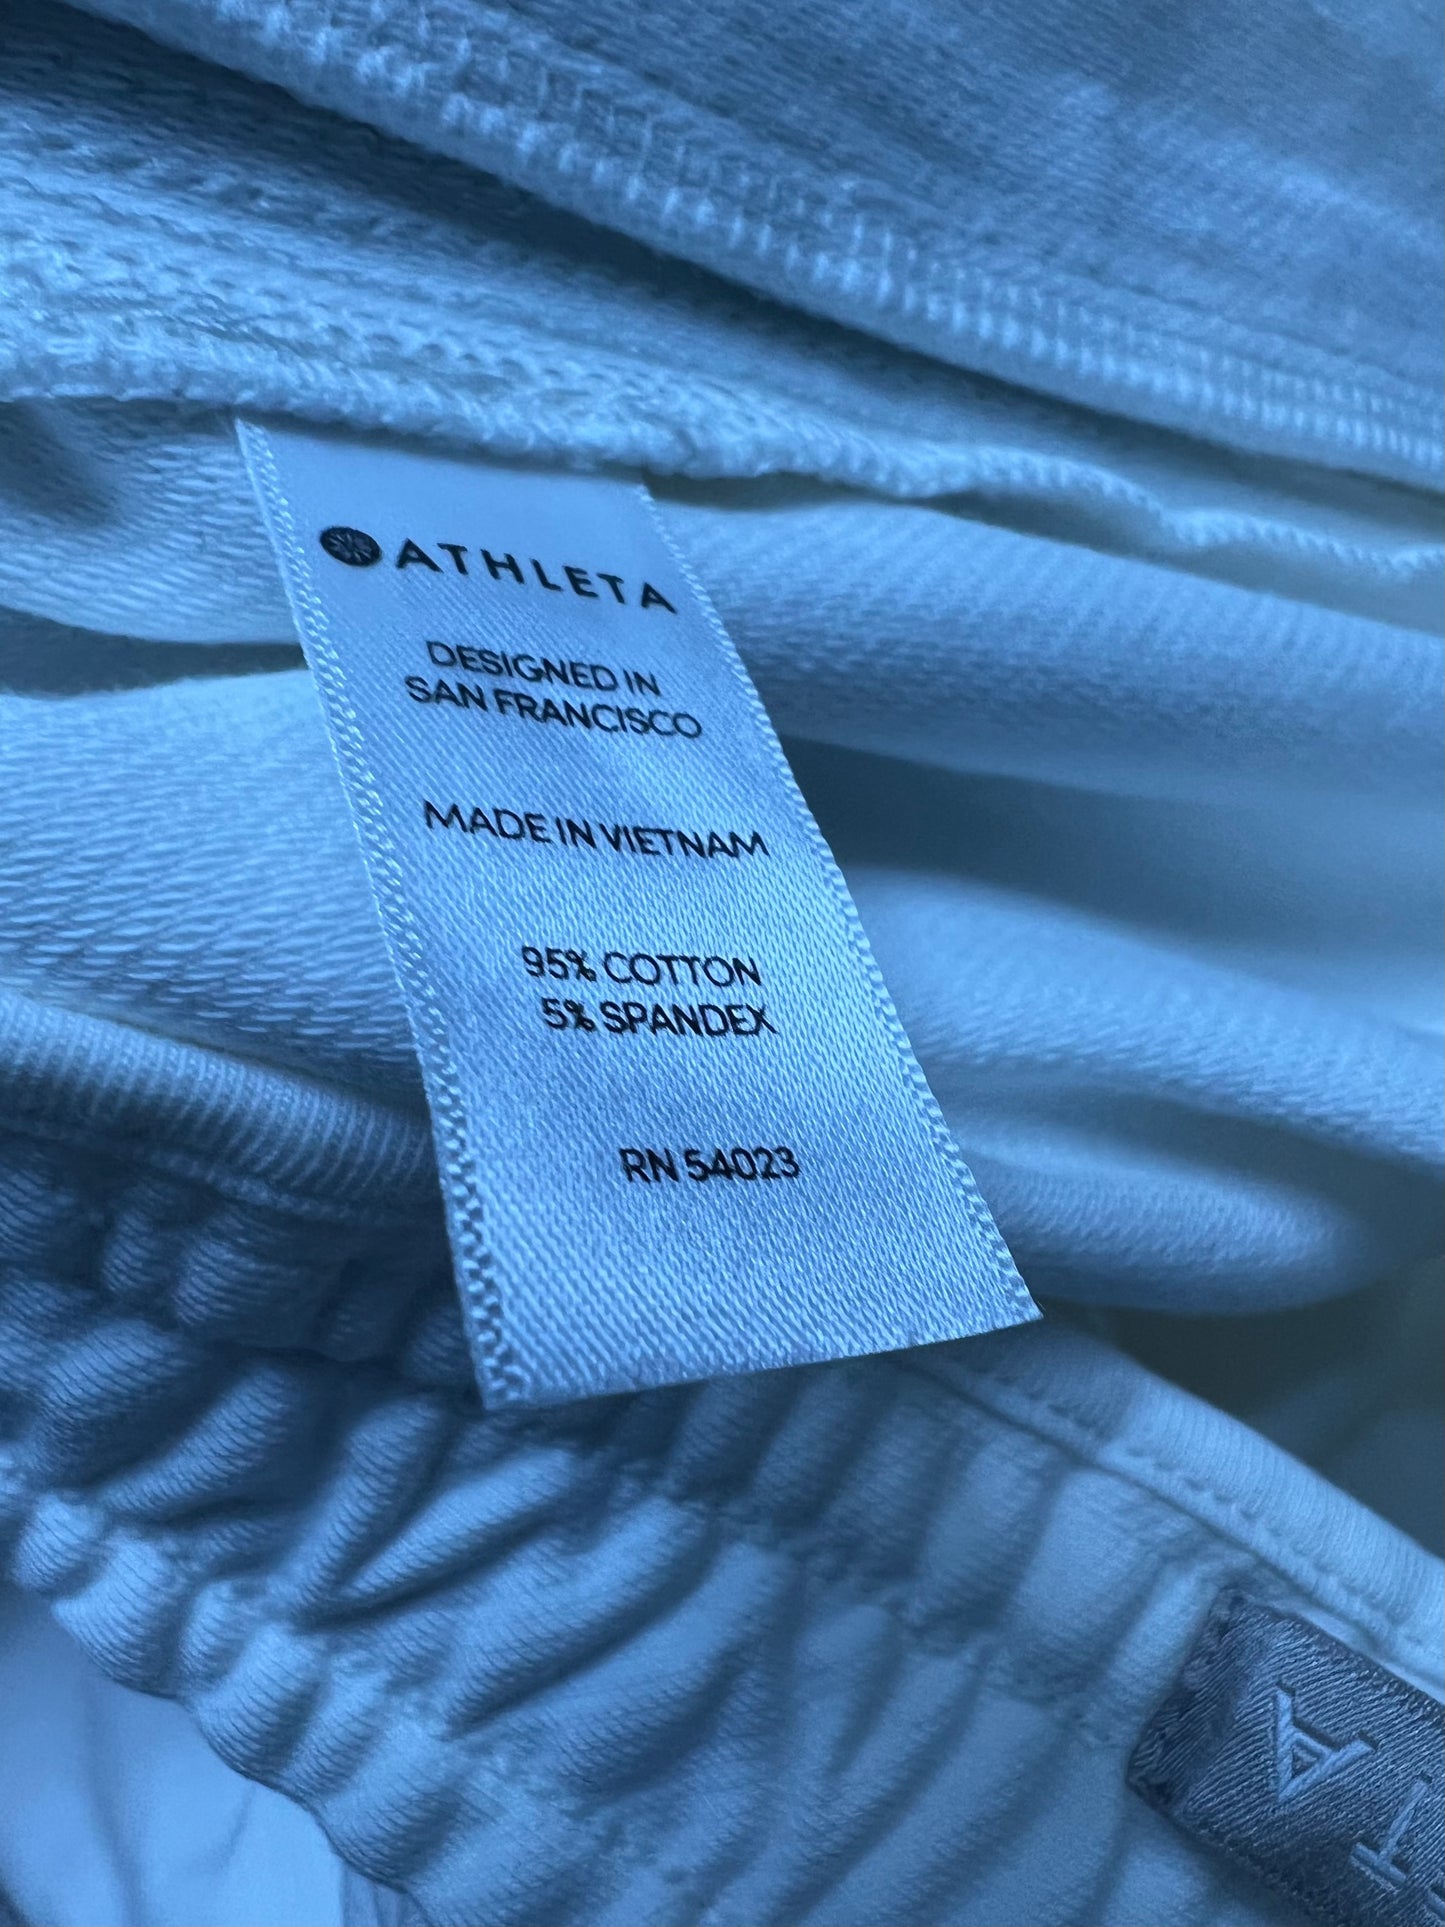 ATHLETA
DESIGNED IN
SAN FRANCISCO
MADE IN VIETNAM
95% COTTON
5% SPANDEX
RN 54023